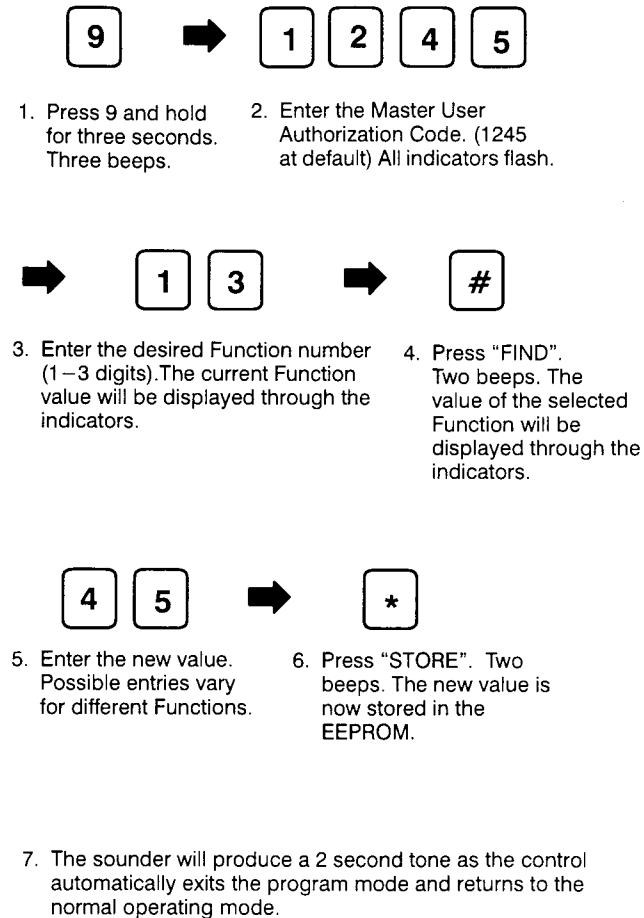 9 1 2 4 5
1. Press 9 and hold
for three seconds.
Three beeps.
2. Enter the Master User
Authorization Code. (1245
at default) All indicators flash.
1 3 #
3. Enter the desired Function number
(1–3 digits).The current Function
value will be displayed through the
indicators.
4. Press “FIND”.
Two beeps. The
value of the selected
Function will be
displayed through the
indicators.
4 5 *
5. Enter the new value.
Possible entries vary
for different Functions.
6. Press “STORE”. Two
beeps. The new value is
now stored in the
EEPROM.
7. The sounder will produce a 2 second tone as the control
automatically exits the program mode and returns to the
normal operating mode.